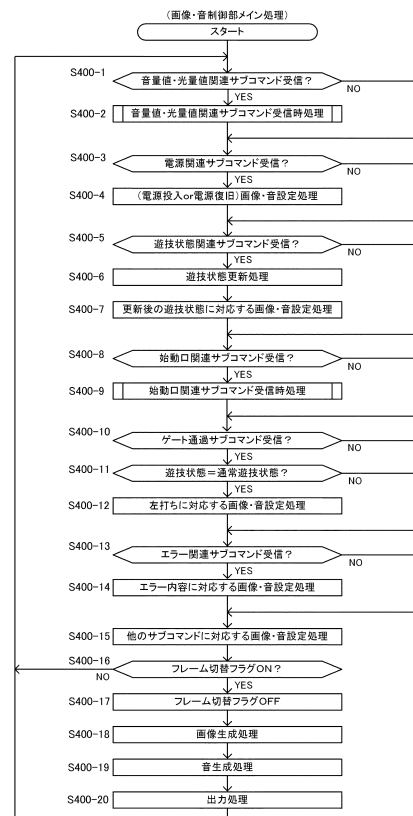 (画像・音制御部メイン処理)
スタート
S400-1
音量値・光量値関連サブコマンド受信？
NO
YES
S400-2
音量値・光量値関連サブコマンド受信時処理
S400-3
電源関連サブコマンド受信？
NO
YES
S400-4
(電源投入or電源復旧)画像・音設定処理
S400-5
遊技状態関連サブコマンド受信？
NO
YES
S400-6
遊技状態更新処理
S400-7
更新後の遊技状態に対応する画像・音設定処理
S400-8
始動口関連サブコマンド受信？
NO
YES
S400-9
始動口関連サブコマンド受信時処理
S400-10
ゲート通過サブコマンド受信？
NO
YES
S400-11
遊技状態＝通常遊技状態？
NO
YES
S400-12
左打ちに対応する画像・音設定処理
S400-13
エラー関連サブコマンド受信？
NO
YES
S400-14
エラー内容に対応する画像・音設定処理
S400-15
他のサブコマンドに対応する画像・音設定処理
S400-16
フレーム切替フラグON？
NO
YES
S400-17
フレーム切替フラグOFF
S400-18
画像生成処理
S400-19
音生成処理
S400-20
出力処理